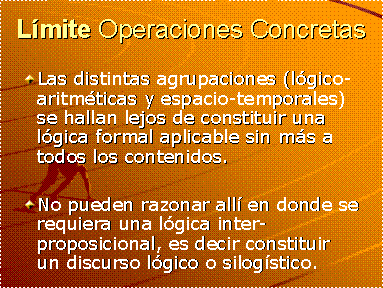 Límite Operaciones Concretas
Las distintas agrupaciones (lógico-
aritméticas y espacio-temporales)
se hallan lejos de constituir una
lógica formal aplicable sin más a
todos los contenidos.
No pueden razonar allí en donde se
requiera una lógica inter-
proposicional, es decir constituir
un discurso lógico o silogístico.